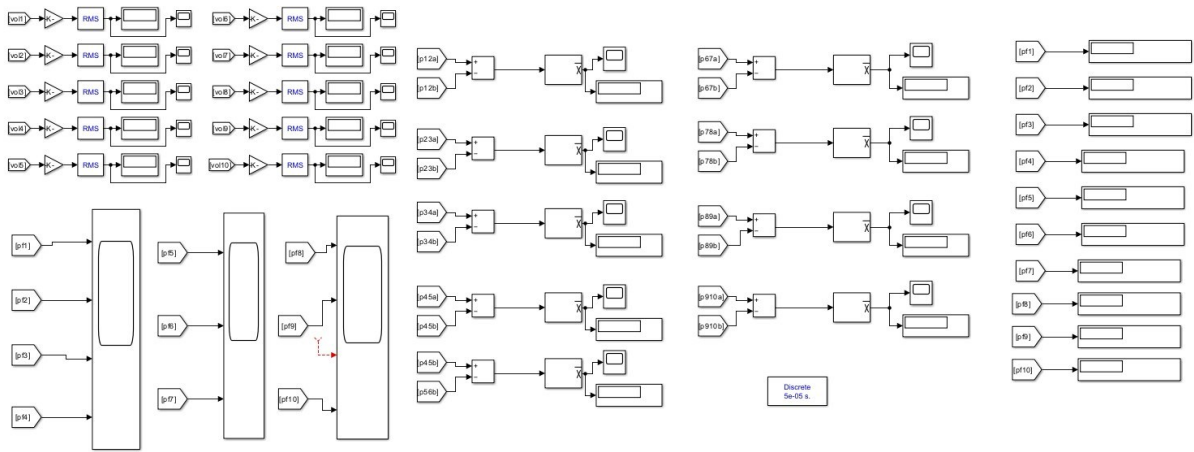 [vol1] -K- RMS
[vol2] -K- RMS
[vol3] -K- RMS
[vol4] -K- RMS
[vol5] -K- RMS
[vol6] -K- RMS
[vol7] -K- RMS
[vol8] -K- RMS
[vol9] -K- RMS
[vol10] -K- RMS
[pf1]
[pf2]
[pf3]
[pf4]
[pf5]
[pf6]
[pf7]
[pf8]
[pf9]
[pf10]
[p12a]
+
x̄
[p12b]
−
[p23a]
+
x̄
[p23b]
−
[p34a]
+
x̄
[p34b]
−
[p45a]
+
x̄
[p45b]
−
[p45b]
+
x̄
[p56b]
−
[p67a]
+
x̄
[p67b]
−
[p78a]
+
x̄
[p78b]
−
[p89a]
+
x̄
[p89b]
−
[p910a]
+
x̄
[p910b]
−
Discrete
5e-05 s.
[pf1]
[pf2]
[pf3]
[pf4]
[pf5]
[pf6]
[pf7]
[pf8]
[pf9]
[pf10]